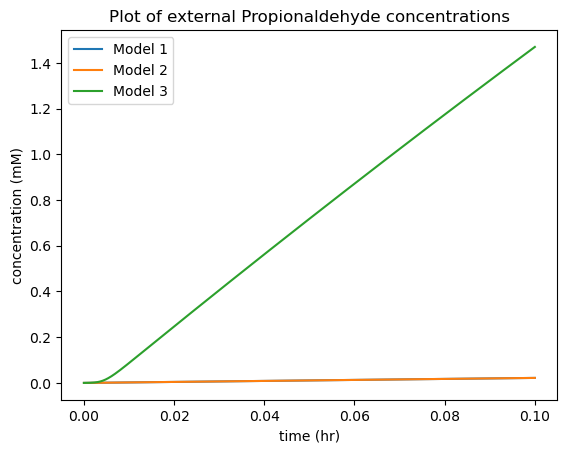 Plot of external Propionaldehyde concentrations
Model 1
Model 2
Model 3
concentration (mM)
1.4
1.2
1.0
0.8
0.6
0.4
0.2
0.0
0.00
0.02
0.04
0.06
0.08
0.10
time (hr)